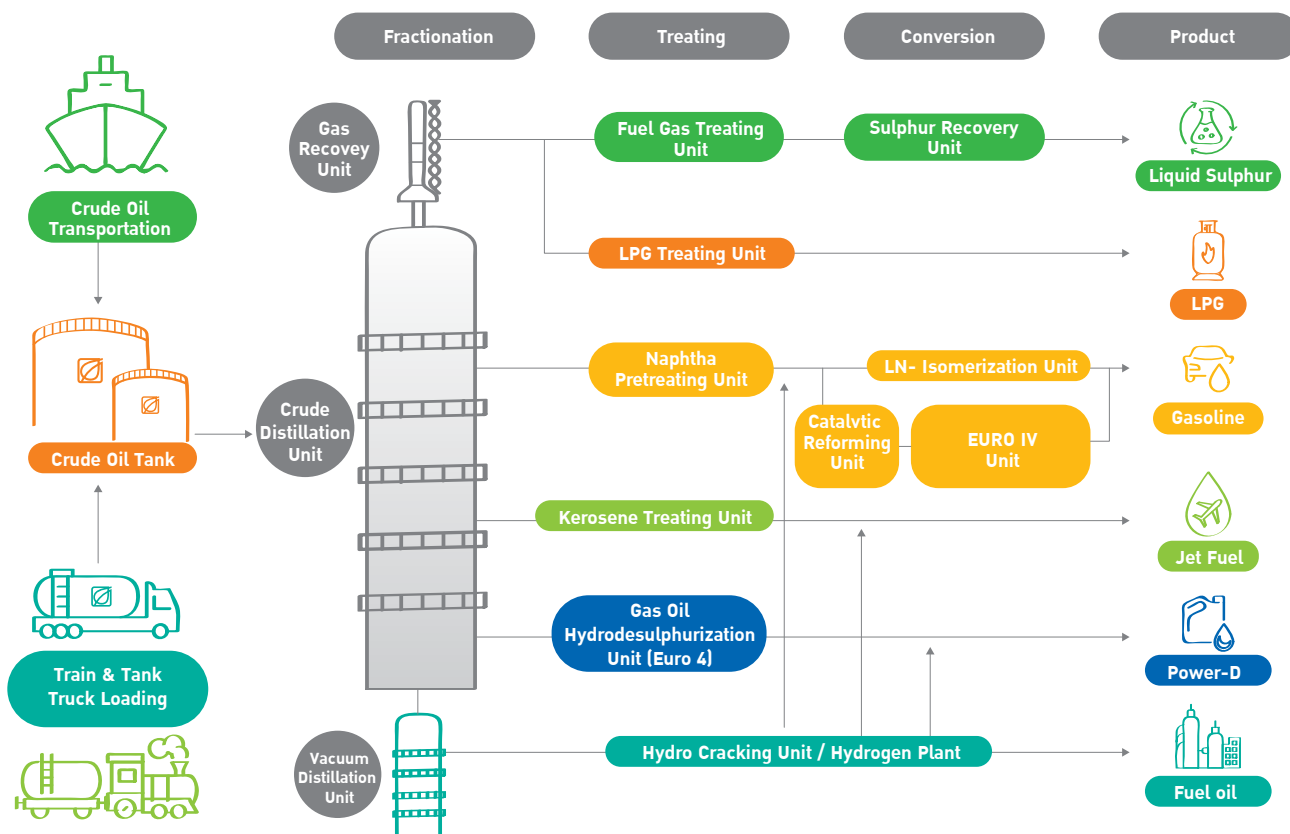 Fractionation
Treating
Conversion
Product
Gas
Recovey
Unit
Fuel Gas Treating
Unit
Sulphur Recovery
Unit
Liquid Sulphur
Crude Oil
Transportation
LPG Treating Unit
LPG
Naphtha
Pretreating Unit
LN- Isomerization Unit
Catalvtic
Reforming
Unit
EURO IV
Unit
Gasoline
Crude
Distillation
Unit
Crude Oil Tank
Kerosene Treating Unit
Jet Fuel
Gas Oil
Hydrodesulphurization
Unit (Euro 4)
Power-D
Train & Tank
Truck Loading
Vacuum
Distillation
Unit
Hydro Cracking Unit / Hydrogen Plant
Fuel oil